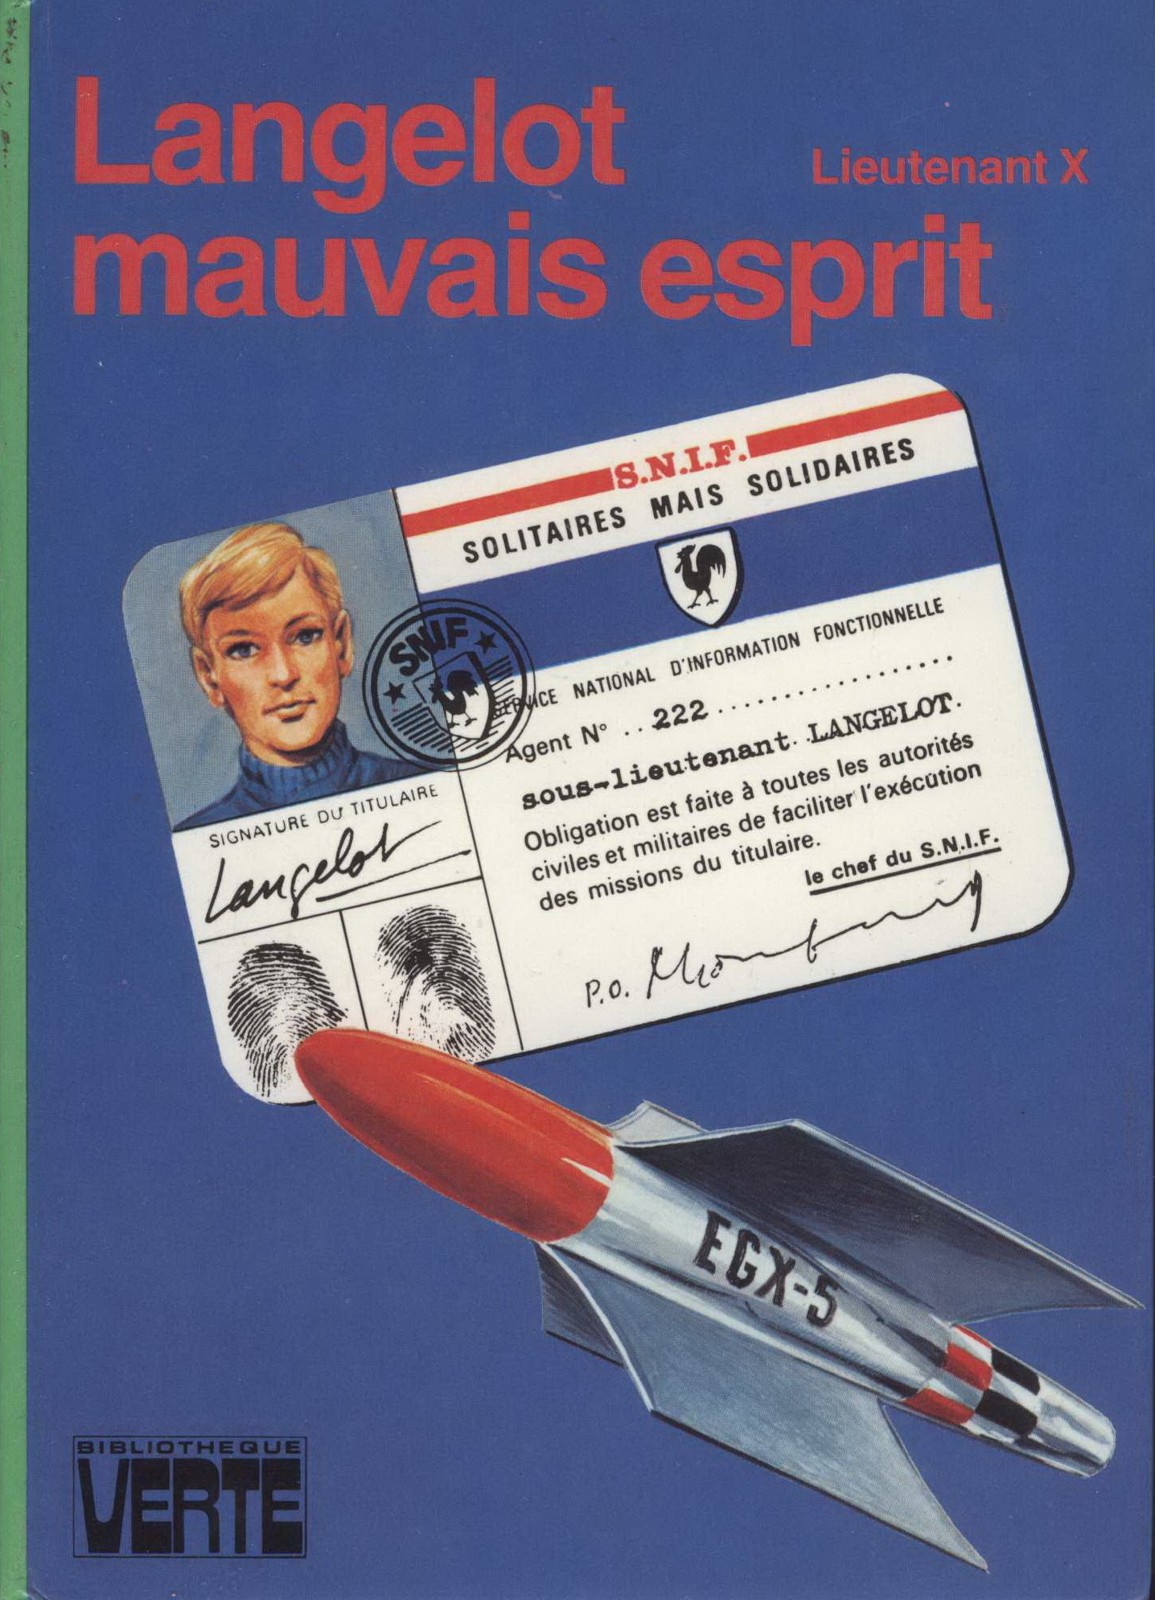 Langelot
Lieutenant X
mauvais esprit
S.N.I.F.
SOLITAIRES MAIS SOLIDAIRES
SNIF
SERVICE NATIONAL D'INFORMATION FONCTIONNELLE
Agent N° ..222..................
sous-lieutenant LANGELOT.
Obligation est faite à toutes les autorités
civiles et militaires de faciliter l'exécution
des missions du titulaire.
le chef du S.N.I.F.
P.O.
SIGNATURE DU TITULAIRE
Langelot
EGX-5
BIBLIOTHEQUE
VERTE